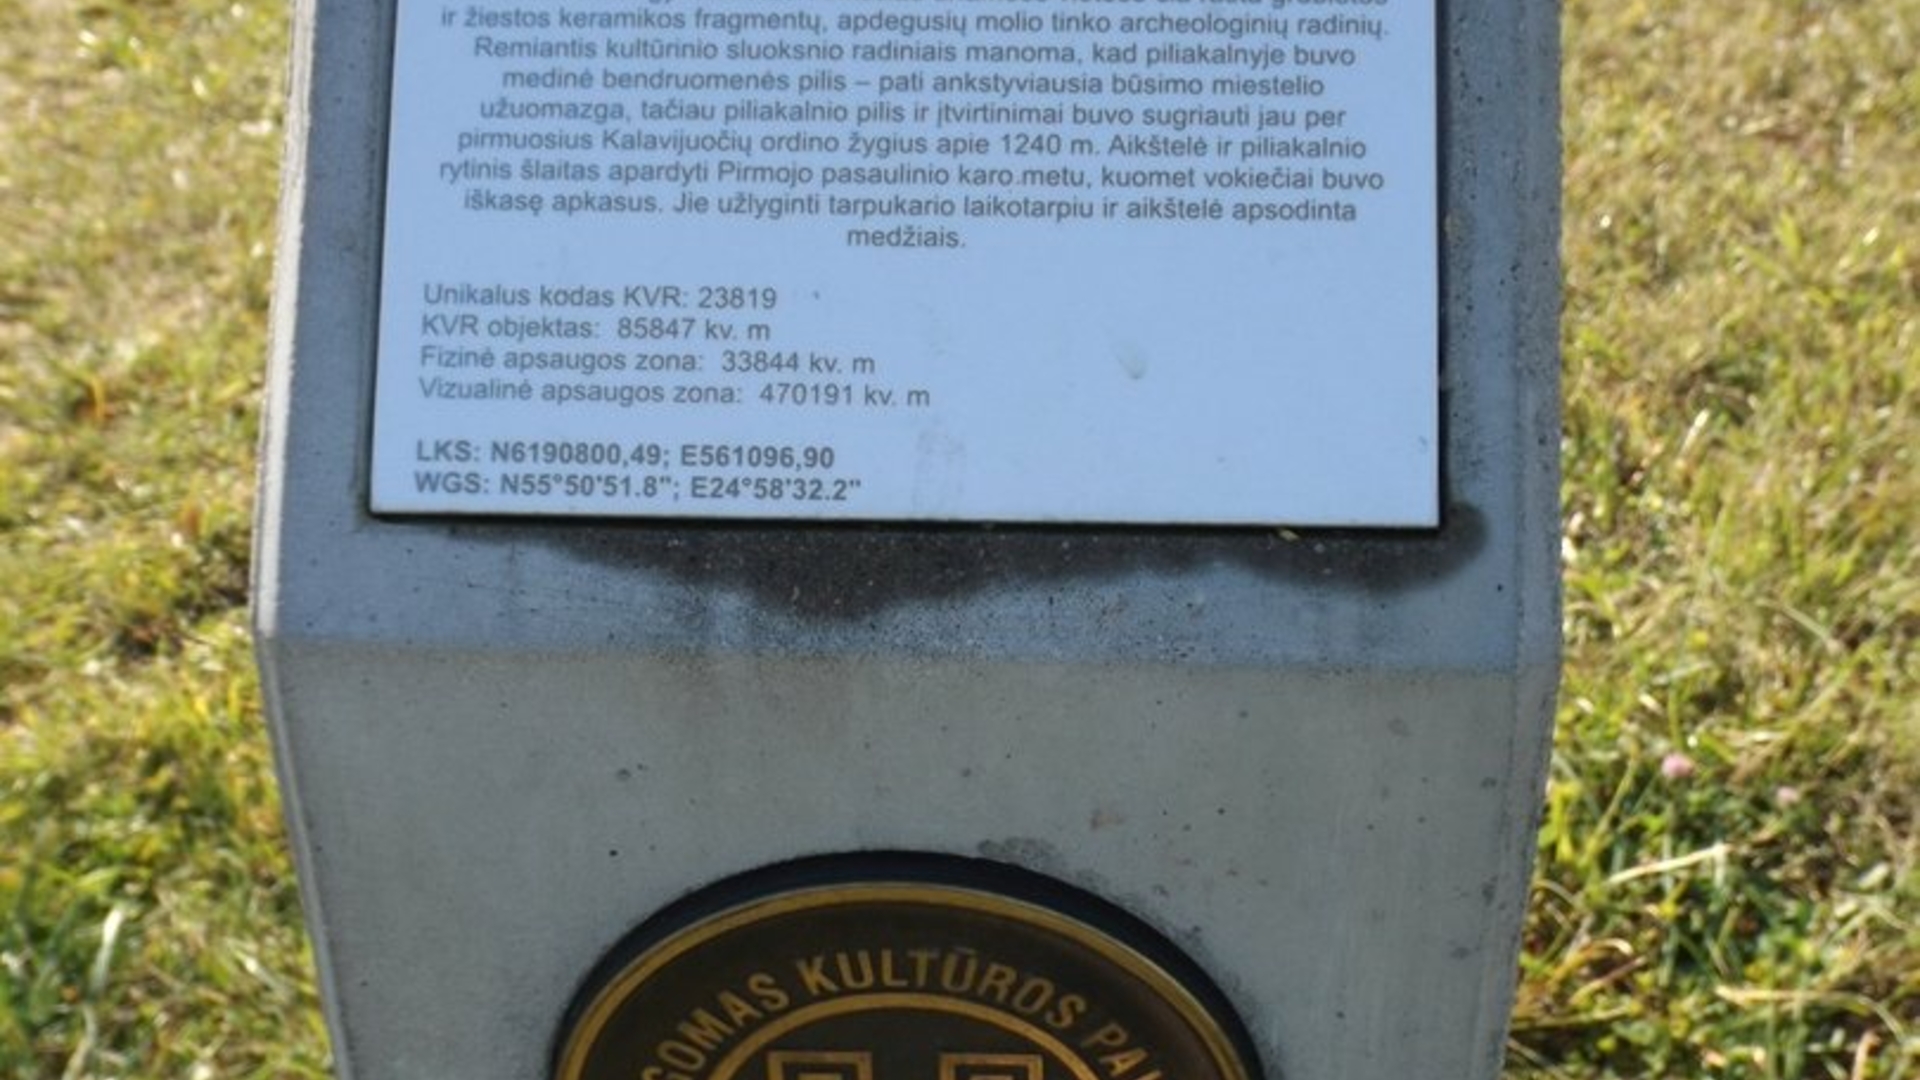 ir žiestos keramikos fragmentų, apdegusių molio tinko archeologinių radinių.
Remiantis kultūrinio sluoksnio radiniais manoma, kad piliakalnyje buvo
medinė bendruomenės pilis – pati ankstyviausia būsimo miestelio
užuomazga, tačiau piliakalnio pilis ir įtvirtinimai buvo sugriauti jau per
pirmuosius Kalavijuočių ordino žygius apie 1240 m. Aikštelė ir piliakalnio
rytinis šlaitas apardyti Pirmojo pasaulinio karo metu, kuomet vokiečiai buvo
iškasę apkasus. Jie užlyginti tarpukario laikotarpiu ir aikštelė apsodinta
medžiais.
Unikalus kodas KVR: 23819
KVR objektas: 85847 kv. m
Fizinė apsaugos zona: 33844 kv. m
Vizualinė apsaugos zona: 470191 kv. m
LKS: N6190800,49; E561096,90
WGS: N55°50'51.8"; E24°58'32.2"
GOMAS KULTŪROS PA